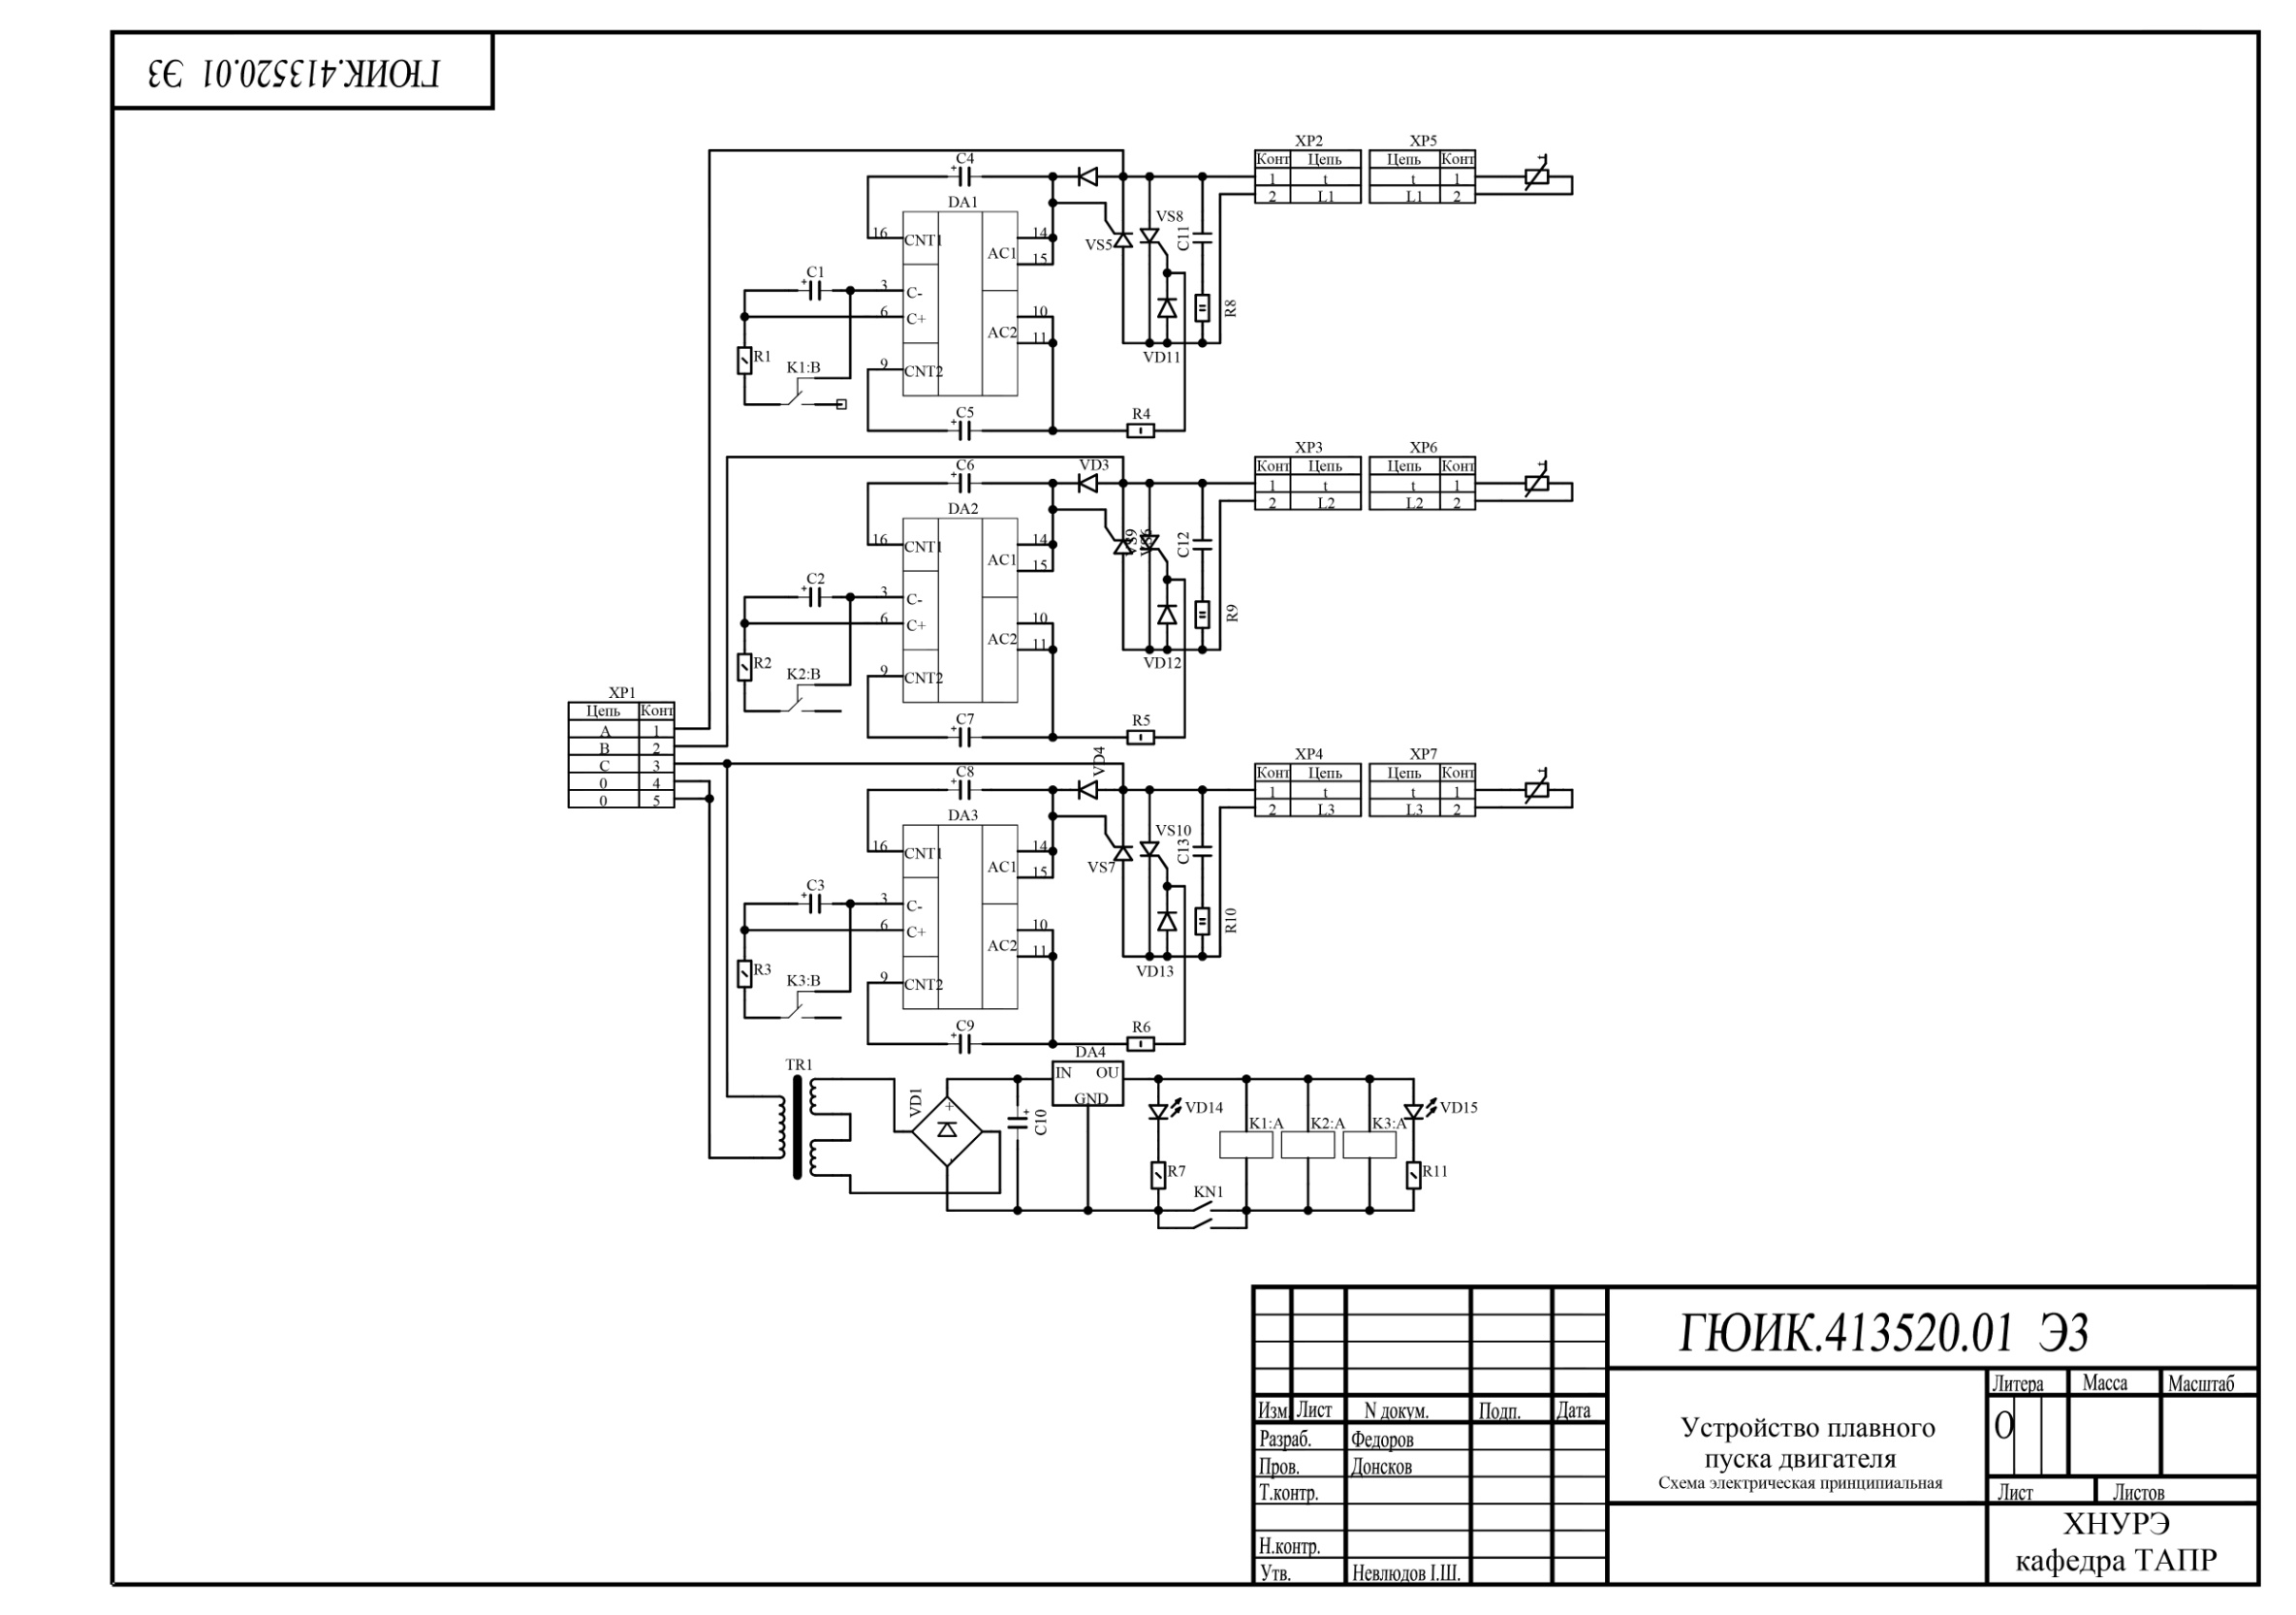 ГЮИК.413520.01 ЭЗ
XP2
XP5
Конт Цепь
Цепь Конт
1 t
t 1
2 L1
L1 2
C4
DA1
16
CNT1
14
AC1
15
VS5
VS8
C11
C1
3
C-
6
C+
10
AC2
11
R8
R1
K1:B
9
CNT2
VD11
C5
R4
XP3
XP6
Конт Цепь
Цепь Конт
1 t
t 1
2 L2
L2 2
C6
VD3
DA2
16
CNT1
14
AC1
15
VS9
VS6
C12
C2
3
C-
6
C+
10
AC2
11
R9
R2
K2:B
9
CNT2
VD12
C7
R5
XP1
Цепь Конт
A 1
B 2
C 3
0 4
0 5
XP4
XP7
Конт Цепь
Цепь Конт
1 t
t 1
2 L3
L3 2
C8
VD4
DA3
16
CNT1
14
AC1
15
VS7
VS10
C13
C3
3
C-
6
C+
10
AC2
11
R10
R3
K3:B
9
CNT2
VD13
C9
R6
TR1
VD1
C10
DA4
IN OU
GND
VD14
K1:A
K2:A
K3:A
VD15
R7
R11
KN1
ГЮИК.413520.01 ЭЗ
Изм. Лист N докум. Подп. Дата
Разраб. Федоров
Пров. Донсков
Т.контр.
Н.контр.
Утв. Невлюдов І.Ш.
Устройство плавного
пуска двигателя
Схема электрическая принципиальная
Литера Масса Масштаб
О
Лист Листов
ХНУРЭ
кафедра ТАПР